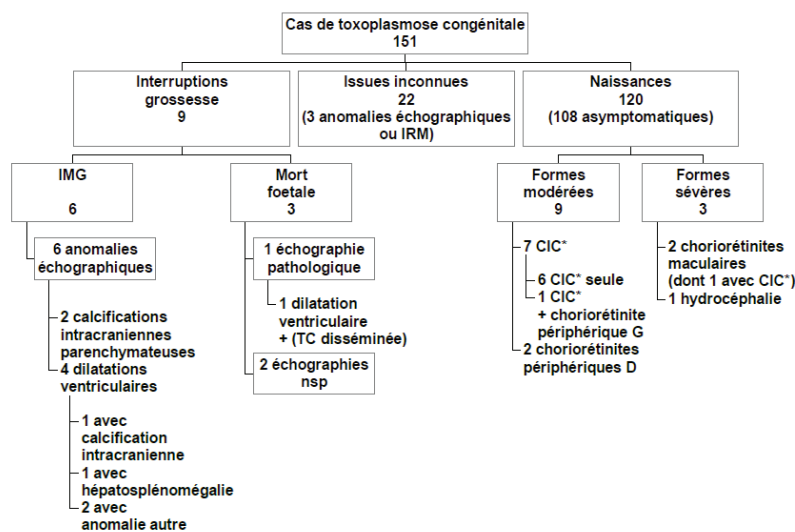 Cas de toxoplasmose congénitale
151
Interruptions
grossesse
9
Issues inconnues
22
(3 anomalies échographiques
ou IRM)
Naissances
120
(108 asymptomatiques)
IMG
6
Mort
foetale
3
Formes
modérées
9
Formes
sévères
3
6 anomalies
échographiques
2 calcifications
intracraniennes
parenchymateuses
4 dilatations
ventriculaires
1 avec
calcification
intracranienne
1 avec
hépatosplénomégalie
2 avec
anomalie autre
1 échographie
pathologique
1 dilatation
ventriculaire
+ (TC disséminée)
2 échographies
nsp
7 CIC*
6 CIC* seule
1 CIC*
+ choriorétinite
périphérique G
2 choriorétinites
périphériques D
2 choriorétinites
maculaires
(dont 1 avec CIC*)
1 hydrocéphalie